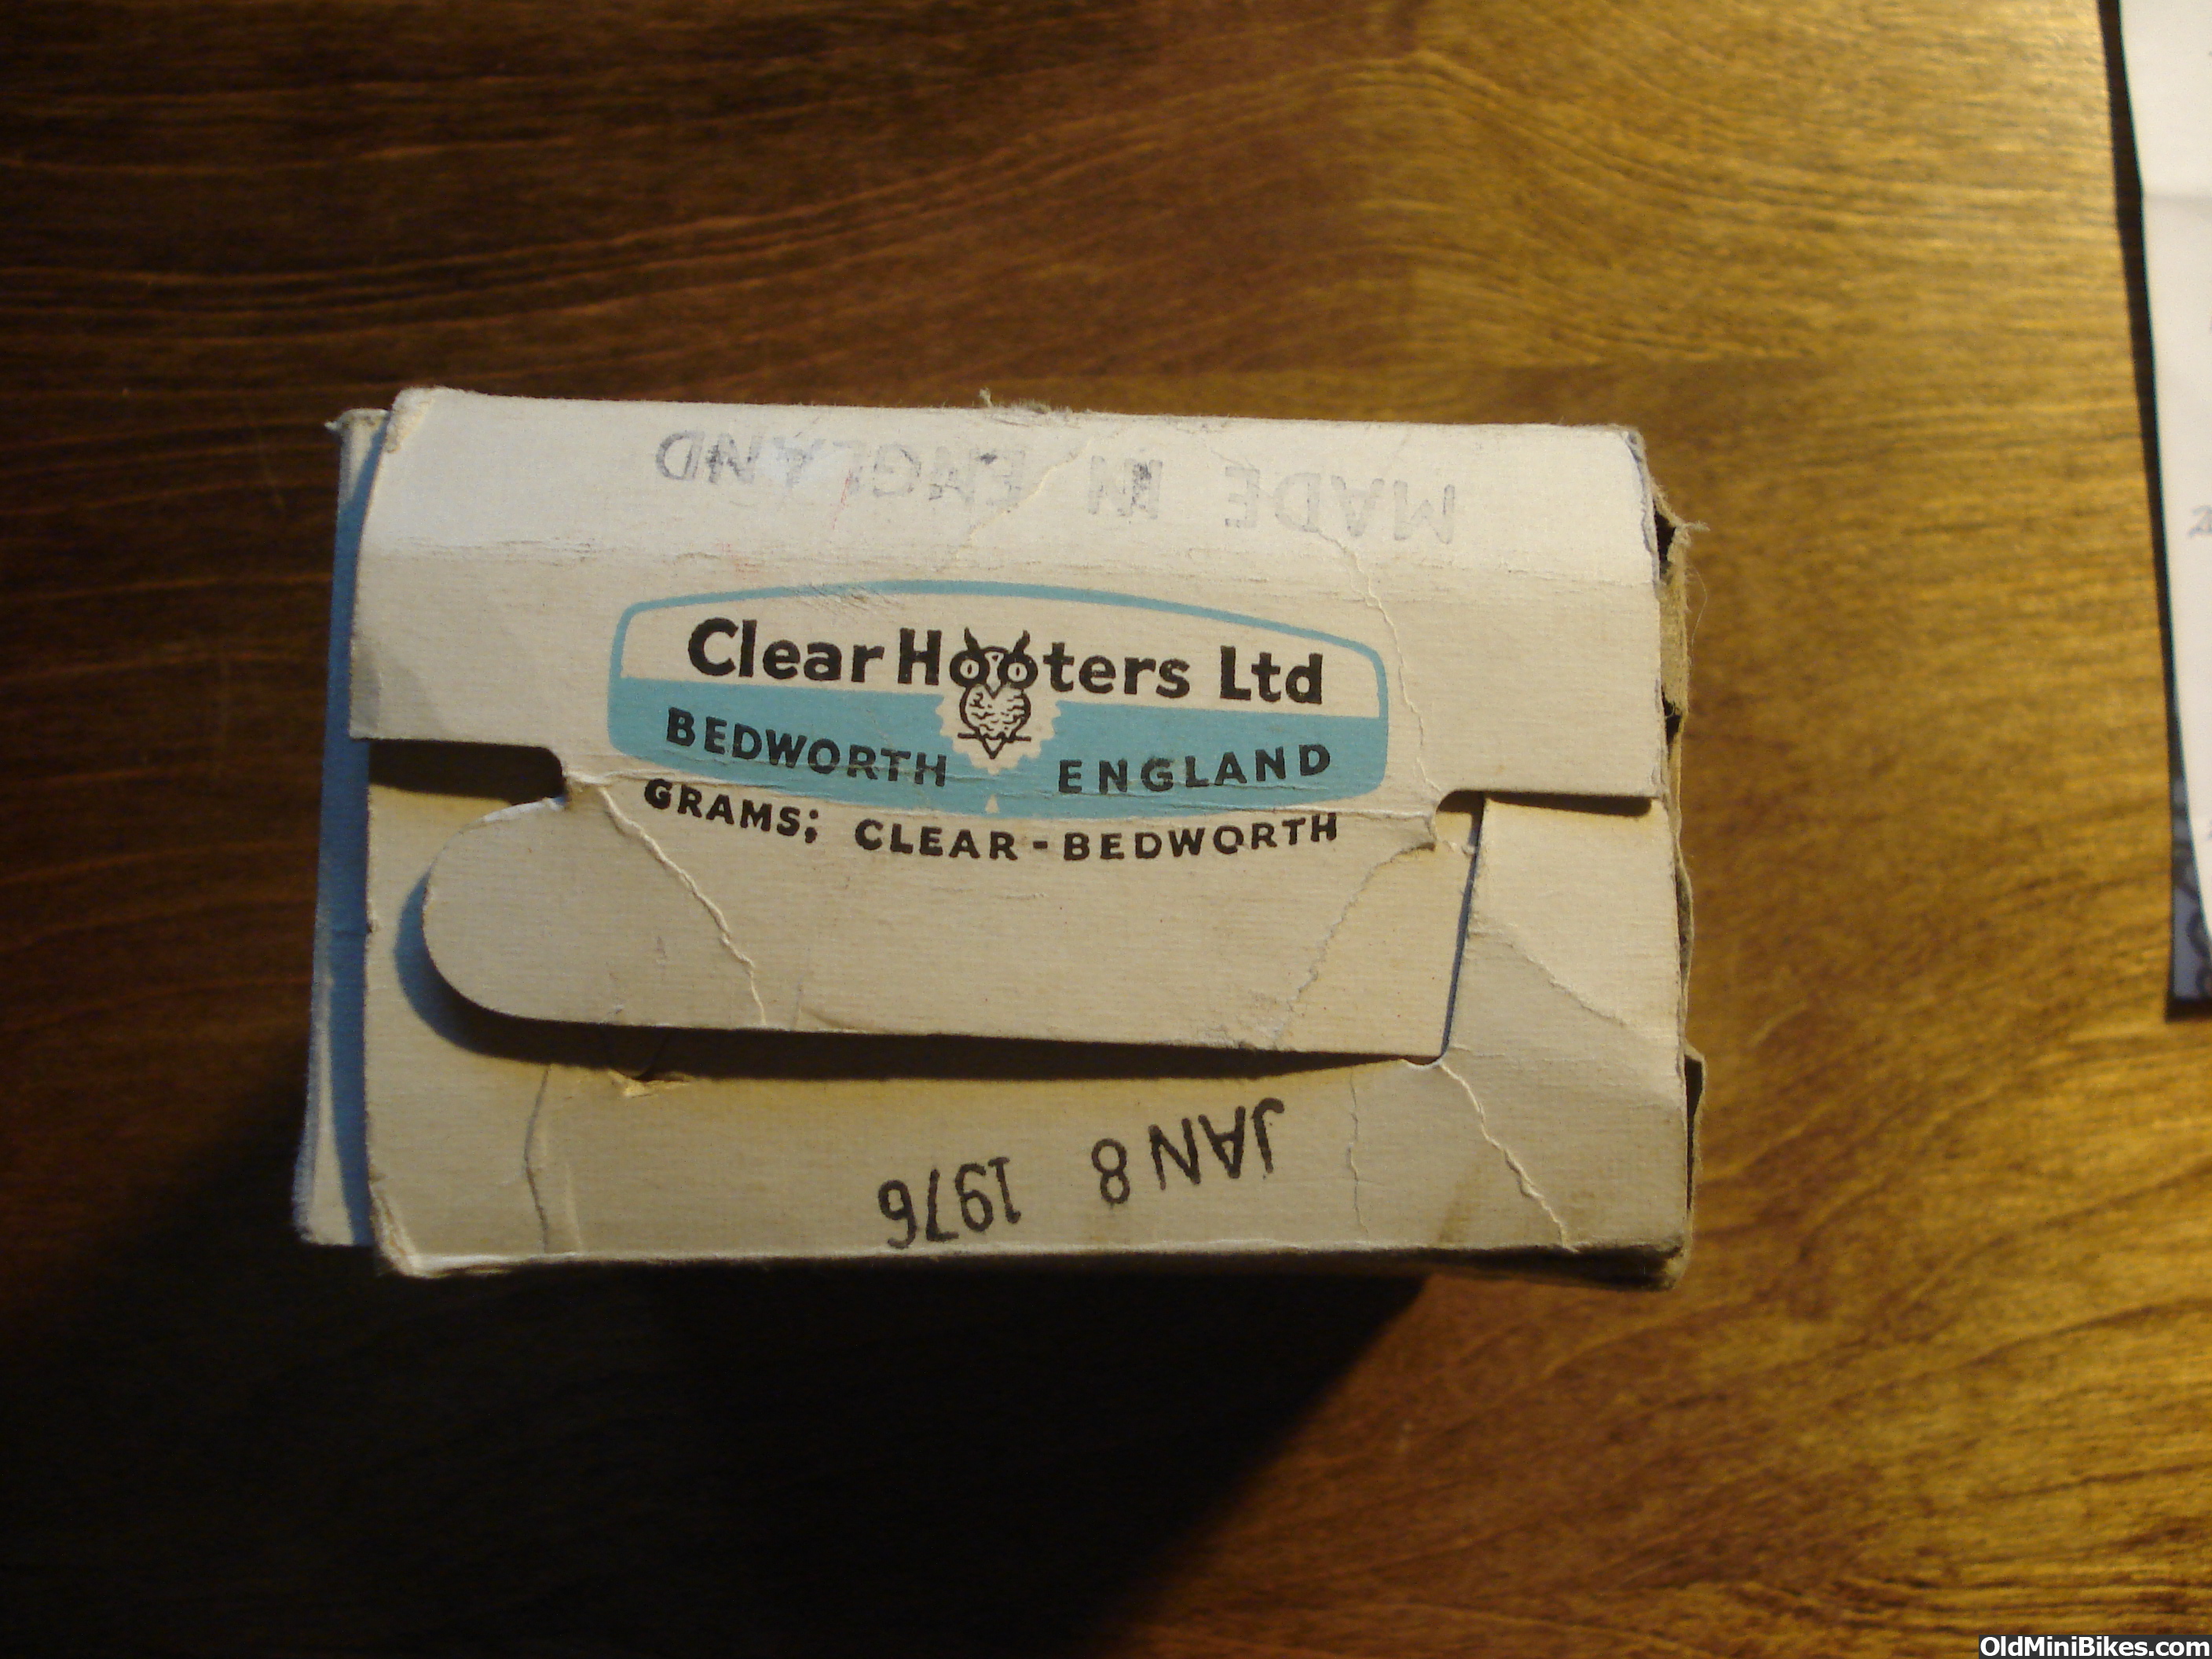 MADE IN ENGLAND
Clear Hooters Ltd
BEDWORTH ENGLAND
GRAMS; CLEAR-BEDWORTH
JAN 8 1976
OldMiniBikes.com